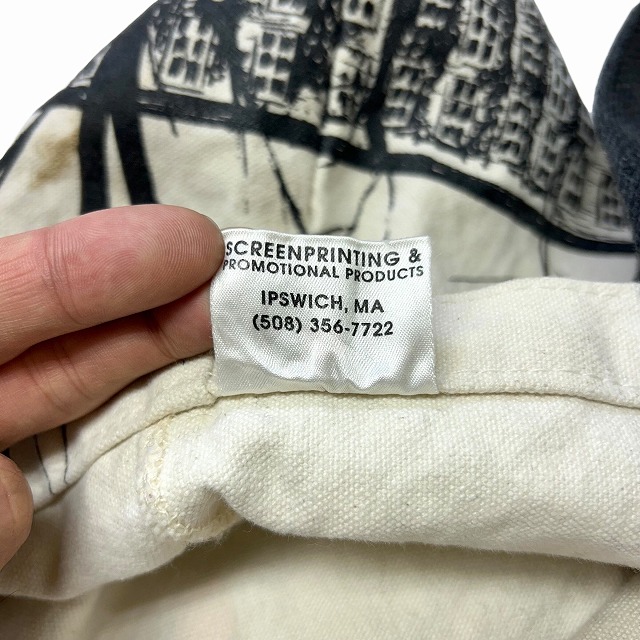 SCREENPRINTING &
PROMOTIONAL PRODUCTS
IPSWICH, MA
(508) 356-7722